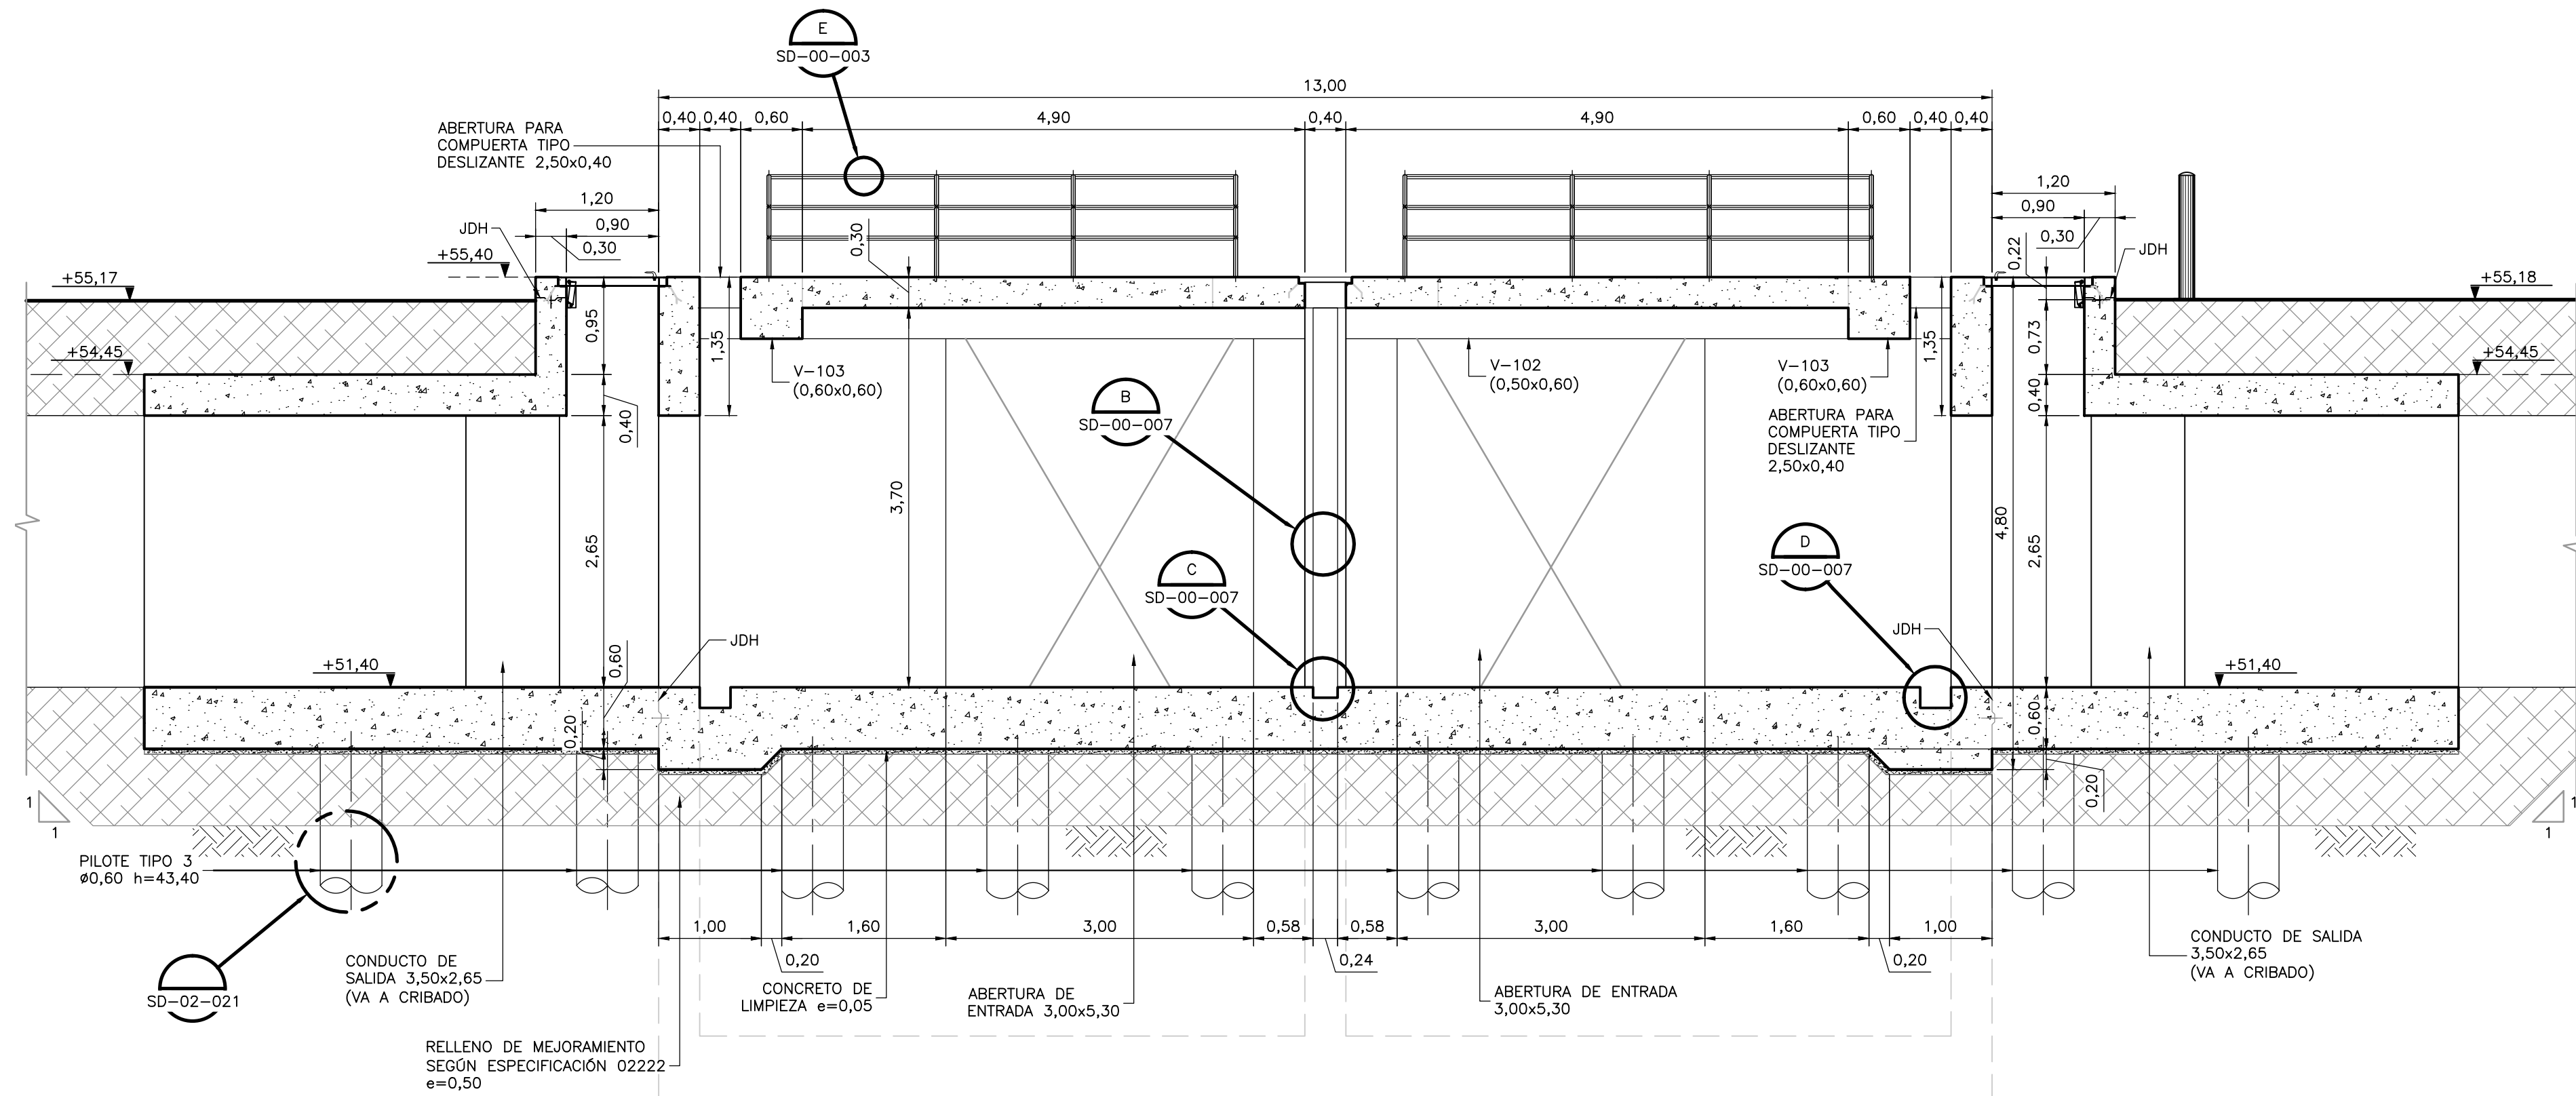 E
SD-00-003
13,00
0,40
0,40
0,60
4,90
0,40
4,90
0,60
0,40
0,40
ABERTURA PARA
COMPUERTA TIPO
DESLIZANTE 2,50x0,40
1,20
0,90
0,30
JDH
+55,40
+55,17
+54,45
0,30
1,20
0,90
0,30
0,22
JDH
+55,18
+54,45
0,95
0,40
1,35
V-103
(0,60x0,60)
B
SD-00-007
V-102
(0,50x0,60)
V-103
(0,60x0,60)
1,35
0,73
0,40
ABERTURA PARA
COMPUERTA TIPO
DESLIZANTE
2,50x0,40
3,70
2,65
4,80
2,65
C
SD-00-007
D
SD-00-007
+51,40
0,60
JDH
JDH
+51,40
0,20
0,60
0,20
1
1
1
1
PILOTE TIPO 3
ø0,60 h=43,40
1,00
1,60
3,00
0,58
0,58
3,00
1,60
1,00
0,20
0,24
0,20
SD-02-021
CONDUCTO DE
SALIDA 3,50x2,65
(VA A CRIBADO)
CONCRETO DE
LIMPIEZA e=0,05
ABERTURA DE
ENTRADA 3,00x5,30
ABERTURA DE ENTRADA
3,00x5,30
CONDUCTO DE SALIDA
3,50x2,65
(VA A CRIBADO)
RELLENO DE MEJORAMIENTO
SEGÚN ESPECIFICACIÓN 02222
e=0,50